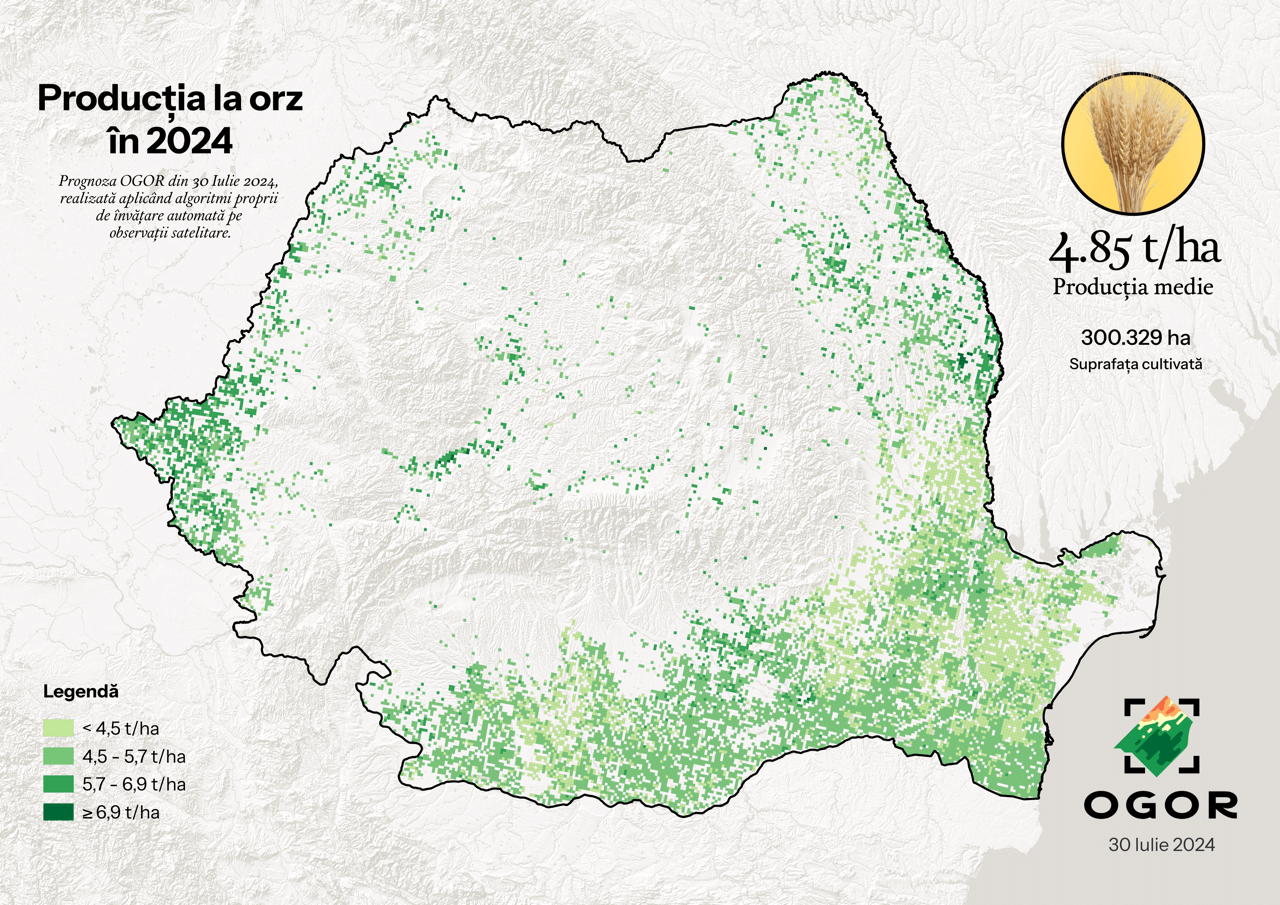 Producția la orz
în 2024
Prognoza OGOR din 30 Iulie 2024,
realizată aplicând algoritmi proprii
de învățare automată pe
observații satelitare.
4.85 t/ha
Producția medie
300.329 ha
Suprafața cultivată
Legendă
< 4,5 t/ha
4,5 - 5,7 t/ha
5,7 - 6,9 t/ha
≥ 6,9 t/ha
OGOR
30 Iulie 2024